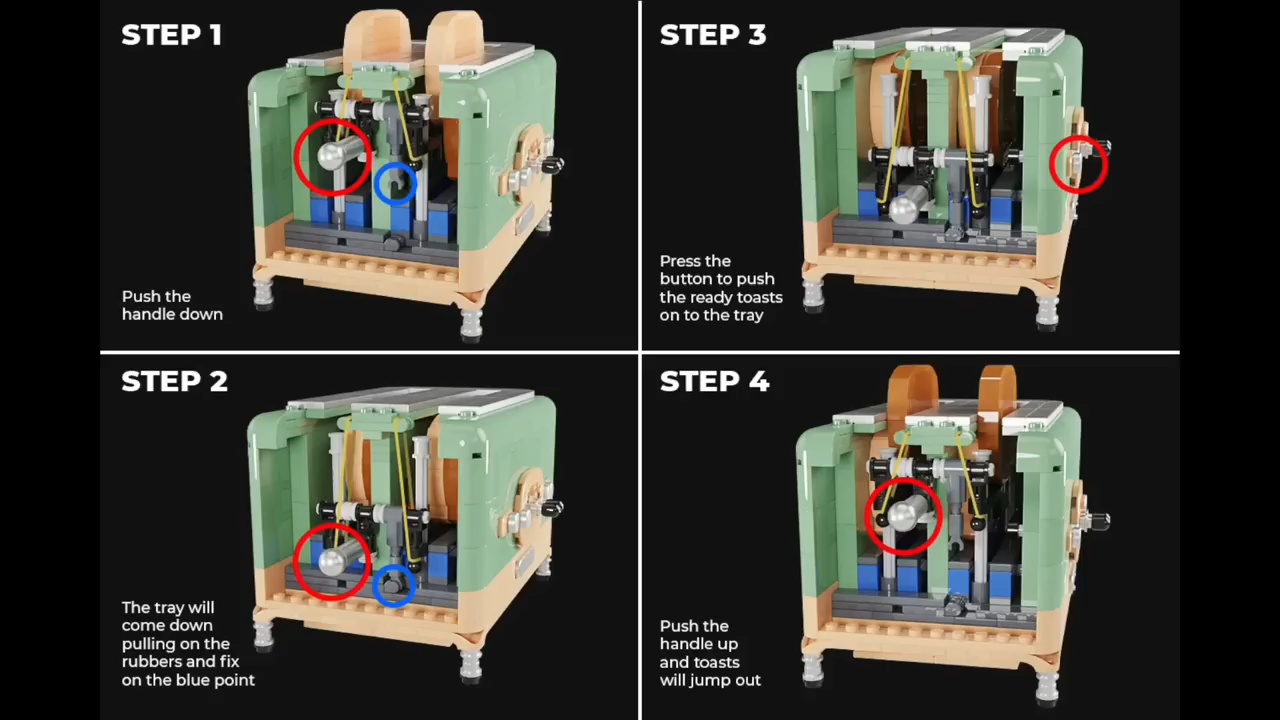 STEP 1
Push the
handle down
STEP 2
The tray will
come down
pulling on the
rubbers and fix
on the blue point
STEP 3
Press the
button to push
the ready toasts
on to the tray
STEP 4
Push the
handle up
and toasts
will jump out